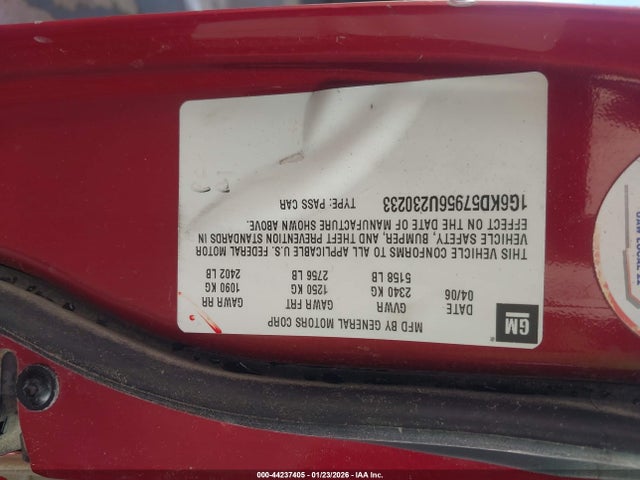 GM
MFD BY GENERAL MOTORS CORP
DATE GVWR GAWR FRT GAWR RR
04/06 2340 KG 1250 KG 1090 KG
5158 LB 2756 LB 2402 LB
THIS VEHICLE CONFORMS TO ALL APPLICABLE U.S. FEDERAL MOTOR
VEHICLE SAFETY, BUMPER, AND THEFT PREVENTION STANDARDS IN
EFFECT ON THE DATE OF MANUFACTURE SHOWN ABOVE.
1G6KD57956U230233 TYPE: PASS CAR
000-44237405 | 01/23/2026 - IAA Inc.